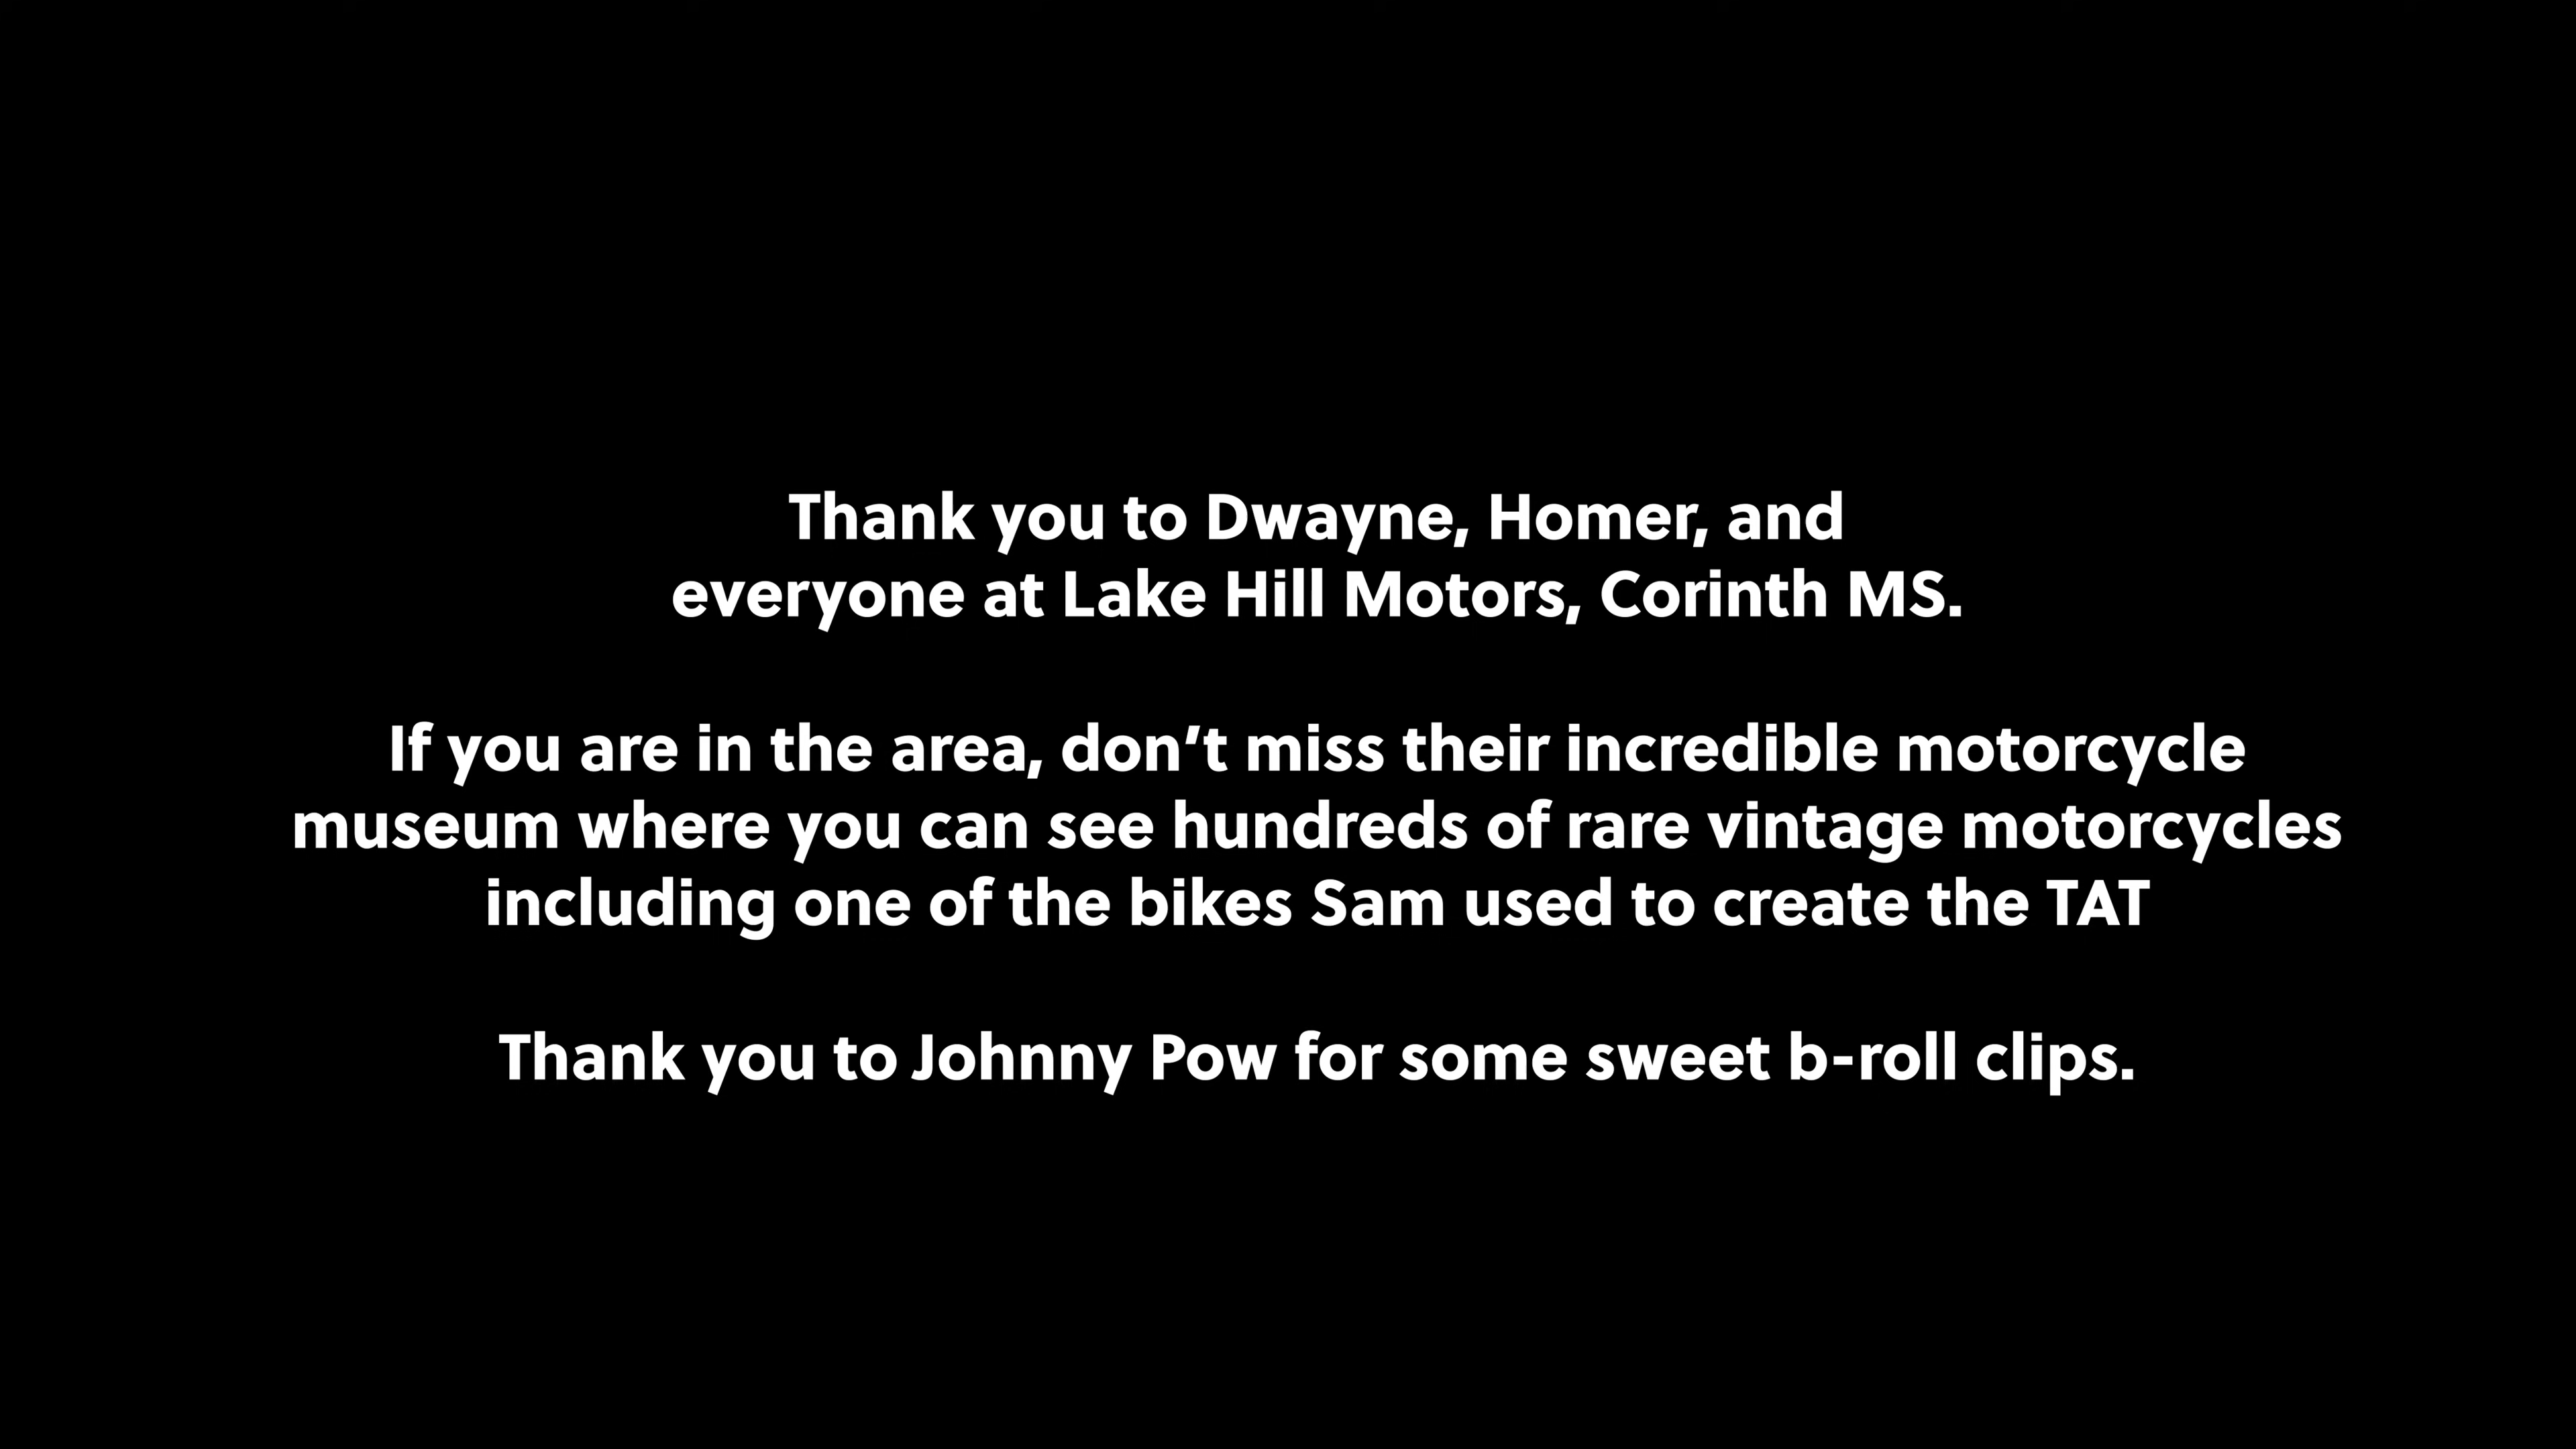 Thank you to Dwayne, Homer, and
everyone at Lake Hill Motors, Corinth MS.
If you are in the area, don’t miss their incredible motorcycle
museum where you can see hundreds of rare vintage motorcycles
including one of the bikes Sam used to create the TAT
Thank you to Johnny Pow for some sweet b-roll clips.